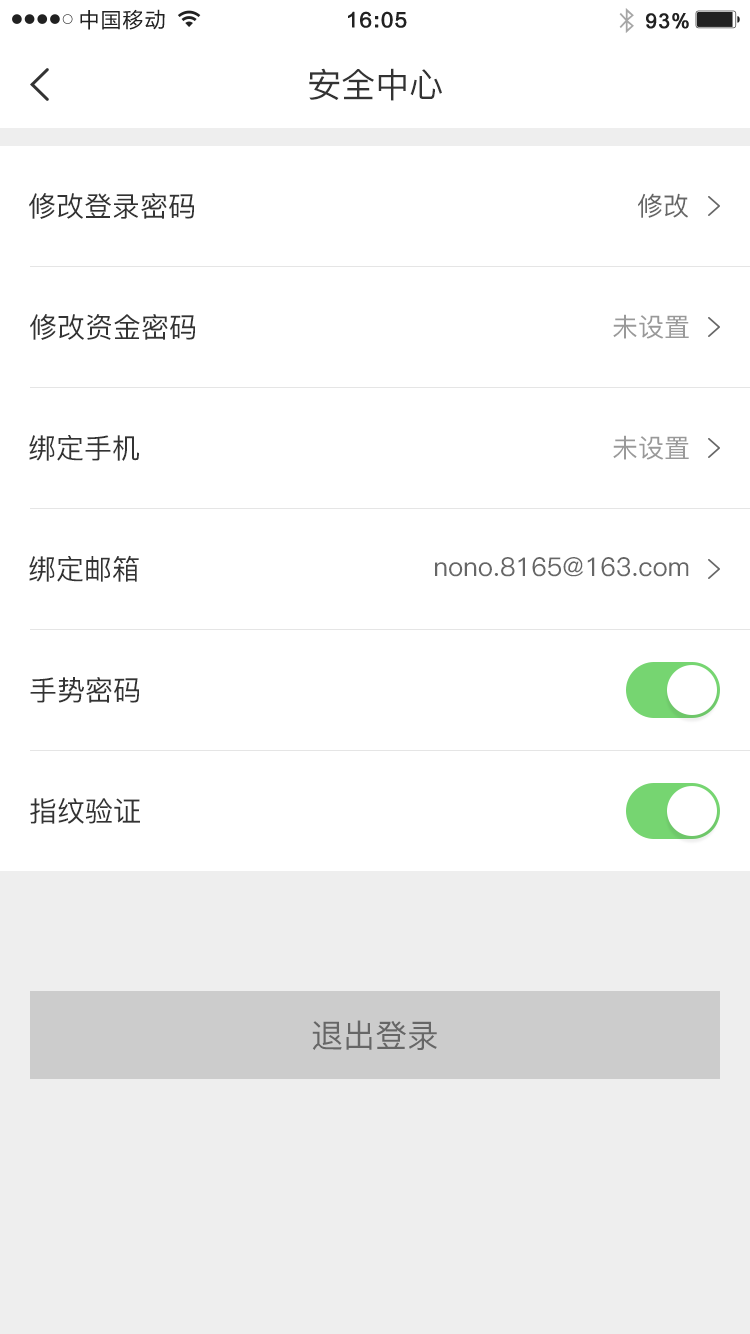 中国移动 16:05 93%
安全中心
修改登录密码 修改
修改资金密码 未设置
绑定手机 未设置
绑定邮箱 nono.8165@163.com
手势密码
指纹验证
退出登录